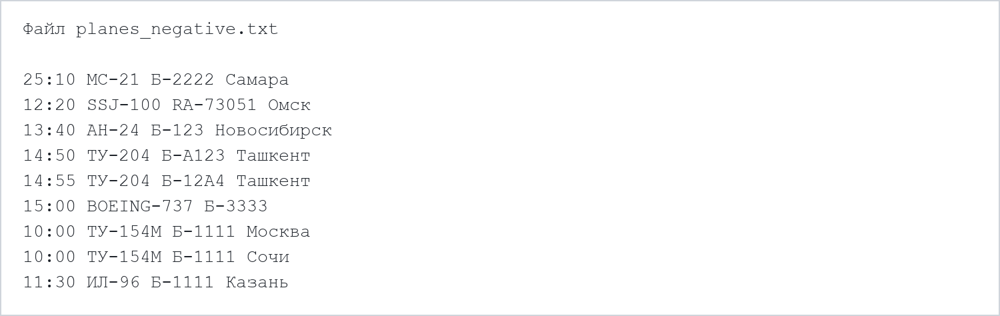 Файл planes_negative.txt
25:10 МС-21 Б-2222 Самара
12:20 SSJ-100 RA-73051 Омск
13:40 АН-24 Б-123 Новосибирск
14:50 ТУ-204 Б-А123 Ташкент
14:55 ТУ-204 Б-12А4 Ташкент
15:00 BOEING-737 Б-3333
10:00 ТУ-154М Б-1111 Москва
10:00 ТУ-154М Б-1111 Сочи
11:30 ИЛ-96 Б-1111 Казань